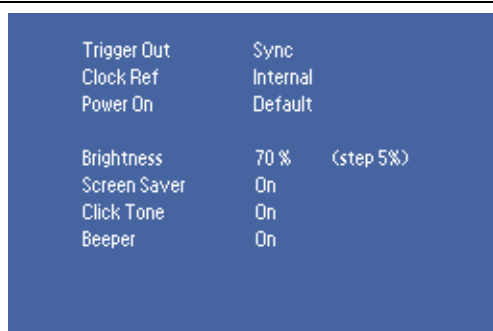 Trigger Out Sync
Clock Ref Internal
Power On Default
Brightness 70 % (step 5%)
Screen Saver On
Click Tone On
Beeper On